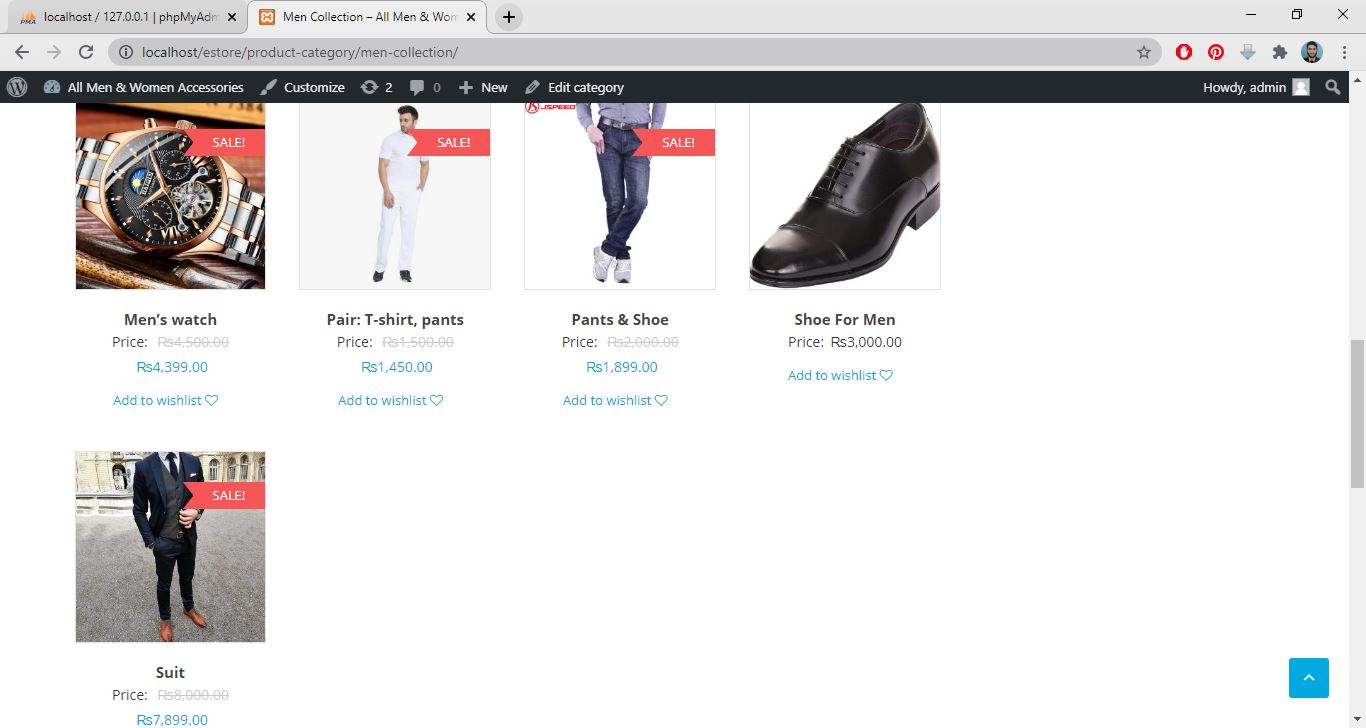 localhost / 127.0.0.1 | phpMyAdm
Men Collection – All Men & Wom
localhost/estore/product-category/men-collection/
All Men & Women Accessories Customize 2 0 New Edit category Howdy, admin
SALE! SALE! JSPEED SALE!
Men’s watch Pair: T-shirt, pants Pants & Shoe Shoe For Men
Price: ₨4,500.00 Price: ₨1,500.00 Price: ₨2,000.00 Price: ₨3,000.00
₨4,399.00 ₨1,450.00 ₨1,899.00
Add to wishlist Add to wishlist Add to wishlist Add to wishlist
SALE!
Suit
Price: ₨8,000.00
₨7,899.00